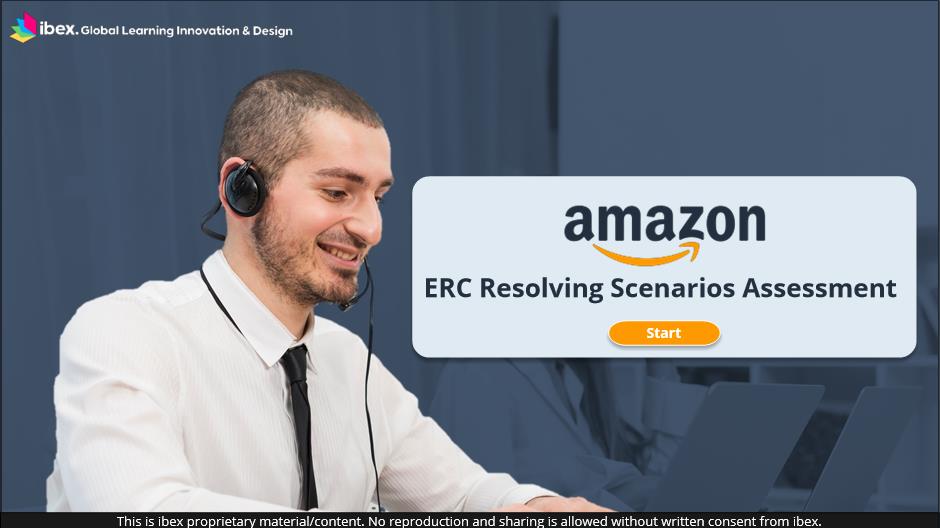 ibex. Global Learning Innovation & Design
amazon
ERC Resolving Scenarios Assessment
Start
This is ibex proprietary material/content. No reproduction and sharing is allowed without written consent from ibex.